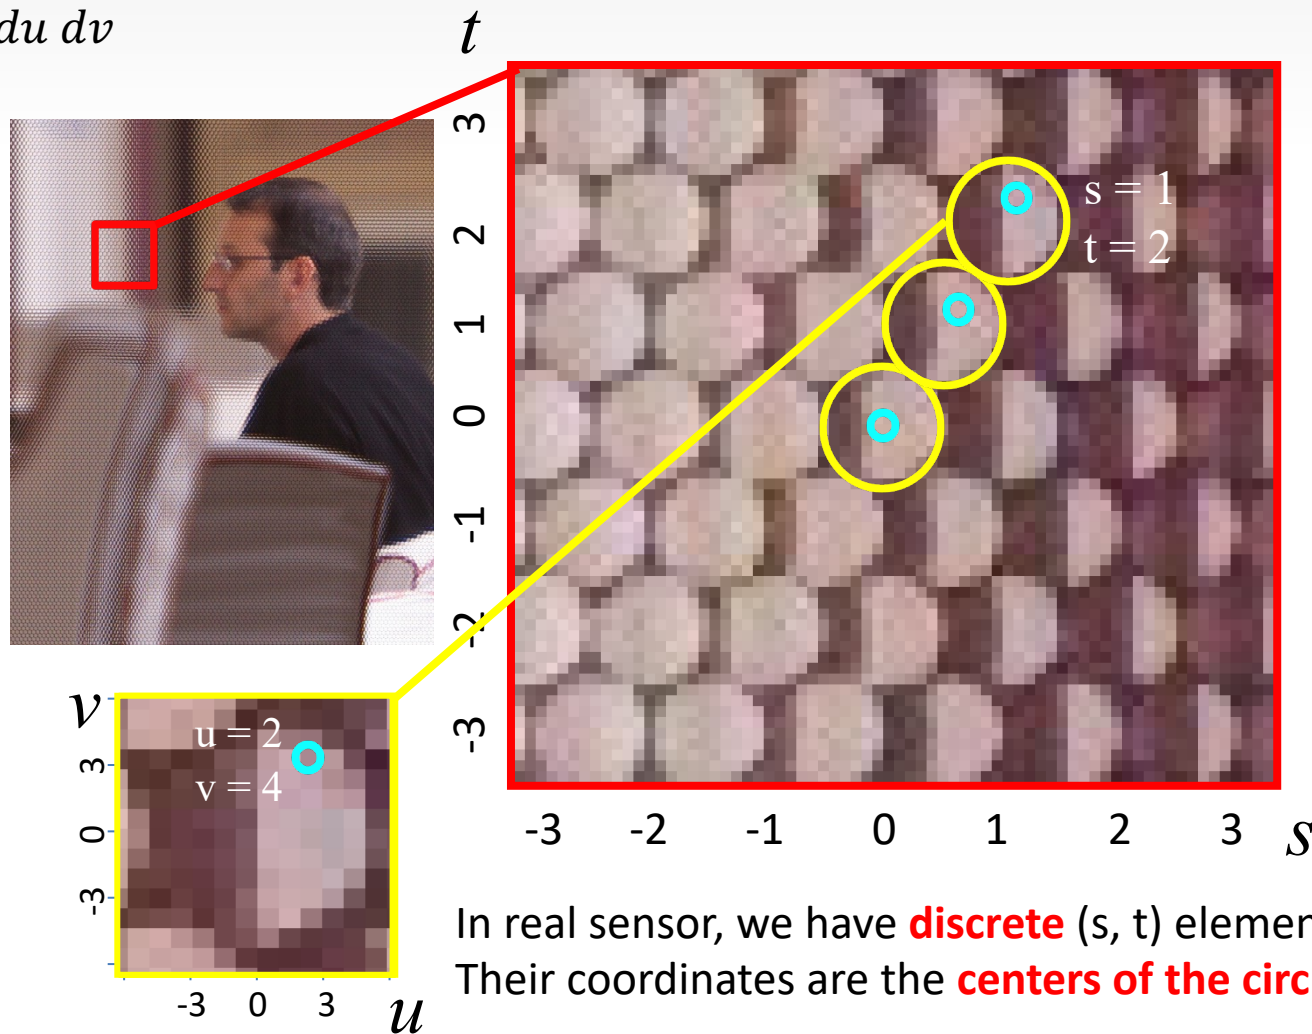 du dv
t
3
2
1
0
-1
-2
-3
s = 1
t = 2
-3 -2 -1 0 1 2 3 s
v
u = 2
v = 4
3
0
-3
-3 0 3 u
In real sensor, we have discrete (s, t)
Their coordinates are the centers of the